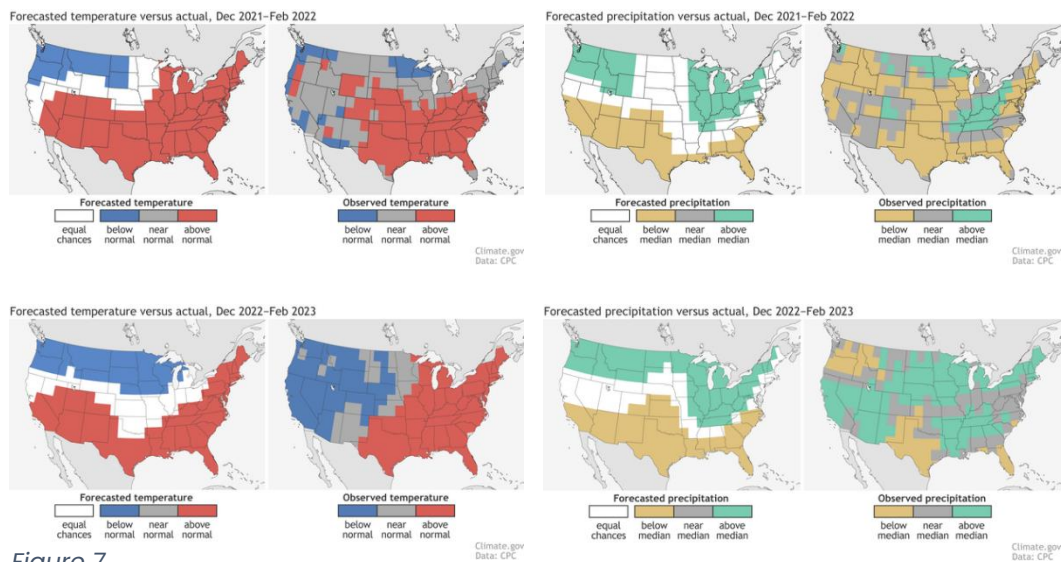 Forecasted temperature versus actual, Dec 2021–Feb 2022
Forecasted temperature
equal chances
below normal
near normal
above normal
Observed temperature
below normal
near normal
above normal
Climate.gov
Data: CPC
Forecasted precipitation versus actual, Dec 2021–Feb 2022
Forecasted precipitation
equal chances
below median
near median
above median
Observed precipitation
below median
near median
above median
Climate.gov
Data: CPC
Forecasted temperature versus actual, Dec 2022–Feb 2023
Forecasted temperature
equal chances
below normal
near normal
above normal
Observed temperature
below normal
near normal
above normal
Climate.gov
Data: CPC
Forecasted precipitation versus actual, Dec 2022–Feb 2023
Forecasted precipitation
equal chances
below median
near median
above median
Observed precipitation
below median
near median
above median
Climate.gov
Data: CPC
Figure 7